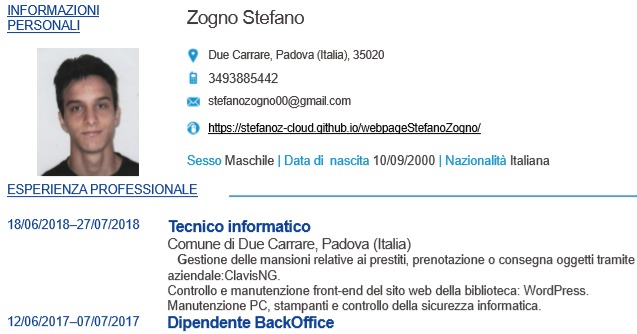 INFORMAZIONI
PERSONALI
Zogno Stefano
Due Carrare, Padova (Italia), 35020
3493885442
stefanozogno00@gmail.com
https://stefanoz-cloud.github.io/webpageStefanoZogno/
Sesso Maschile | Data di nascita 10/09/2000 | Nazionalità Italiana
ESPERIENZA PROFESSIONALE
18/06/2018–27/07/2018 Tecnico informatico
Comune di Due Carrare, Padova (Italia)
Gestione delle mansioni relative ai prestiti, prenotazione o consegna oggetti tramite
aziendale:ClavisNG.
Controllo e manutenzione front-end del sito web della biblioteca: WordPress.
Manutenzione PC, stampanti e controllo della sicurezza informatica.
12/06/2017–07/07/2017 Dipendente BackOffice